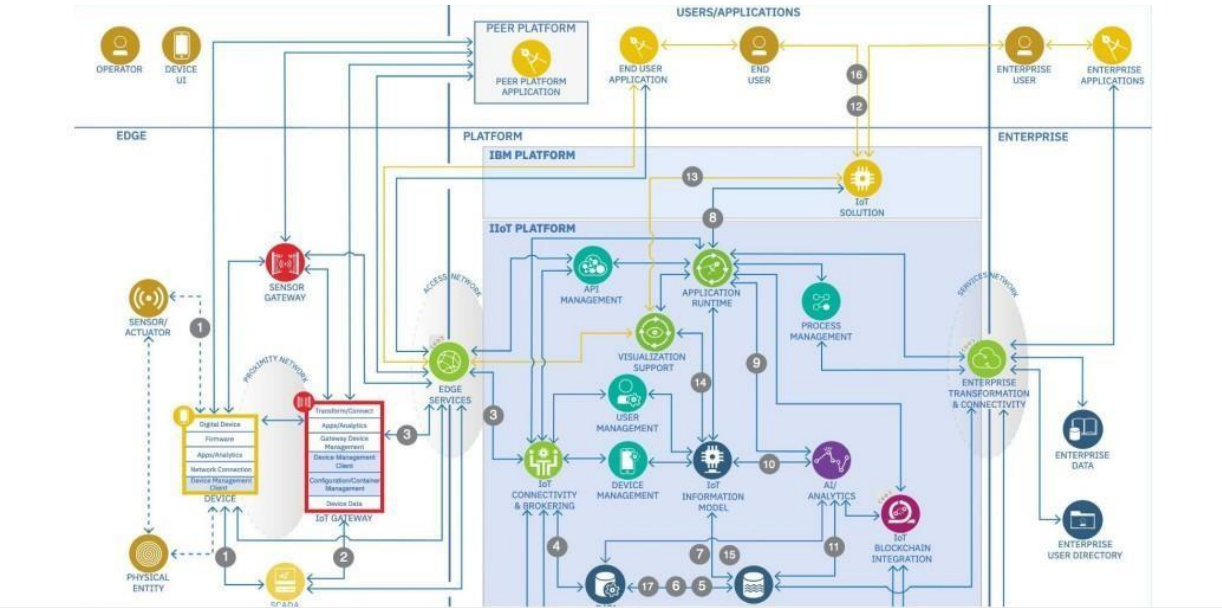 USERS/APPLICATIONS
PEER PLATFORM
OPERATOR
DEVICE
UI
PEER PLATFORM
APPLICATION
END USER
APPLICATION
END
USER
16
12
ENTERPRISE
USER
ENTERPRISE
APPLICATIONS
EDGE
PLATFORM
ENTERPRISE
IBM PLATFORM
13
IoT
SOLUTION
8
IIoT PLATFORM
SENSOR
GATEWAY
ACCESS NETWORK
API
MANAGEMENT
APPLICATION
RUNTIME
PROCESS
MANAGEMENT
SERVICES NETWORK
SENSOR/
ACTUATOR
1
VISUALIZATION
SUPPORT
PROXIMITY NETWORK
EDGE
SERVICES
14
9
ENTERPRISE
TRANSFORMATION
& CONNECTIVITY
3
3
USER
MANAGEMENT
Digital Device
Firmware
Apps/Analytics
Network Connection
Device Management
Client
DEVICE
Transform/Connect
Apps/Analytics
Gateway Device
Management
Device Management
Client
Configuration/Container
Management
Device Data
IoT GATEWAY
IoT
CONNECTIVITY
& BROKERING
DEVICE
MANAGEMENT
IoT
INFORMATION
MODEL
10
AI/
ANALYTICS
ENTERPRISE
DATA
IoT
BLOCKCHAIN
INTEGRATION
ENTERPRISE
USER DIRECTORY
1
2
4
7
15
11
PHYSICAL
ENTITY
SCADA
17
6
5